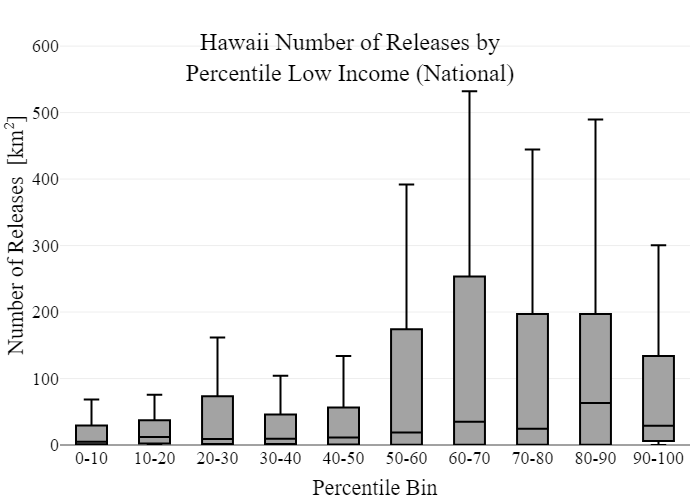 Hawaii Number of Releases by
Percentile Low Income (National)
Number of Releases [km²]
600
500
400
300
200
100
0
0-10 10-20 20-30 30-40 40-50 50-60 60-70 70-80 80-90 90-100
Percentile Bin